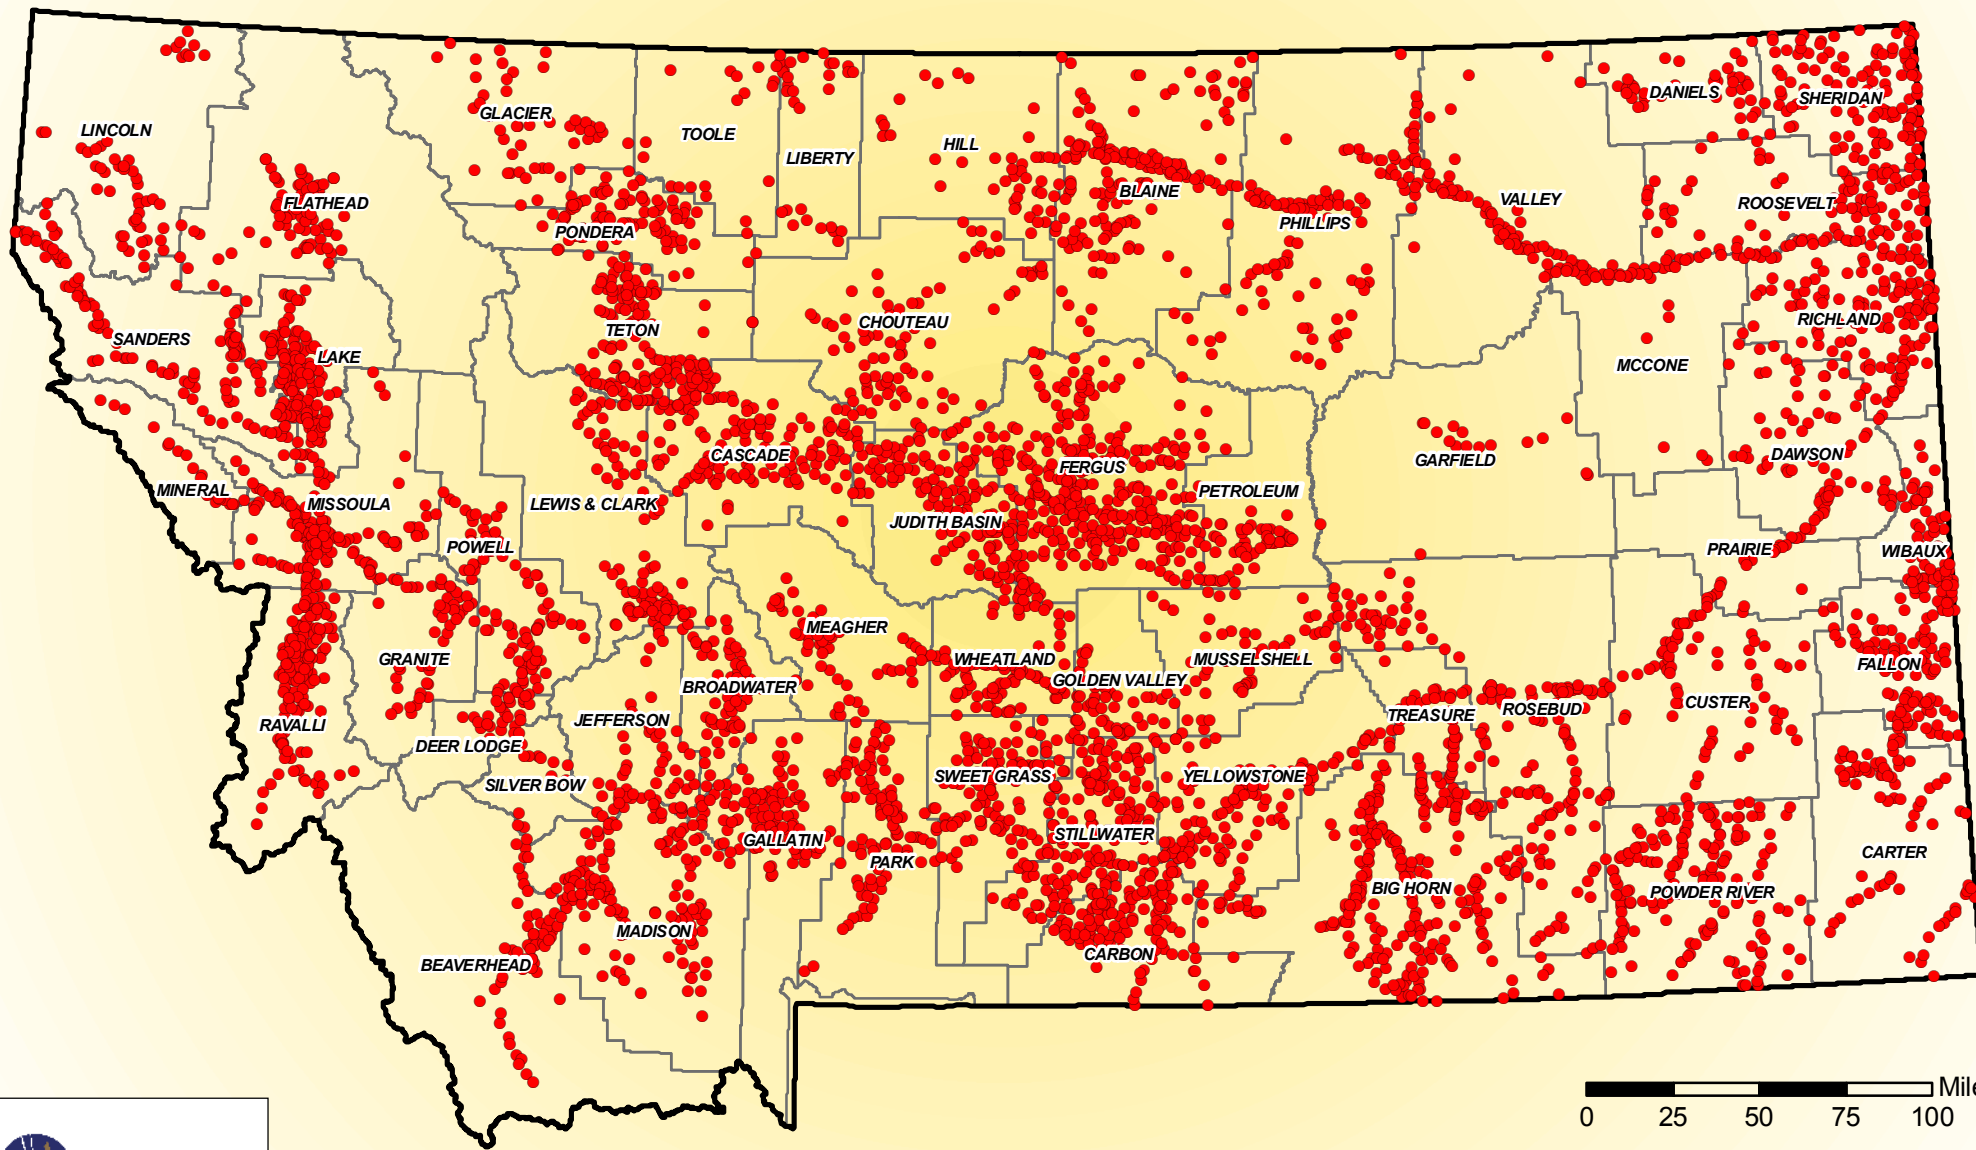 DANIELS
SHERIDAN
GLACIER
LINCOLN
TOOLE
HILL
LIBERTY
BLAINE
VALLEY
FLATHEAD
ROOSEVELT
PHILLIPS
PONDERA
RICHLAND
CHOUTEAU
TETON
SANDERS
LAKE
MCCONE
CASCADE
DAWSON
GARFIELD
FERGUS
MINERAL
PETROLEUM
MISSOULA
LEWIS & CLARK
JUDITH BASIN
POWELL
PRAIRIE
WIBAUX
MEAGHER
GRANITE
WHEATLAND
MUSSELSHELL
FALLON
GOLDEN VALLEY
BROADWATER
CUSTER
ROSEBUD
TREASURE
JEFFERSON
RAVALLI
DEER LODGE
SWEET GRASS
YELLOWSTONE
SILVER BOW
STILLWATER
GALLATIN
CARTER
PARK
BIG HORN
POWDER RIVER
MADISON
CARBON
BEAVERHEAD
0 25 50 75 100